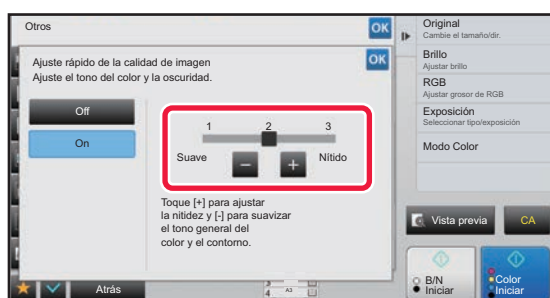 Otros
OK
Ajuste rápido de la calidad de imagen
Ajuste el tono del color y la oscuridad.
OK
Off
On
1 2 3
Suave - + Nítido
Toque [+] para ajustar
la nitidez y [-] para suavizar
el tono general del
color y el contorno.
Atrás
3
4 A3
Original
Cambie el tamaño/dir.
Brillo
Ajustar brillo
RGB
Ajustar grosor de RGB
Exposición
Seleccionar tipo/exposición
Modo Color
Vista previa
CA
B/N
Iniciar
Color
Iniciar